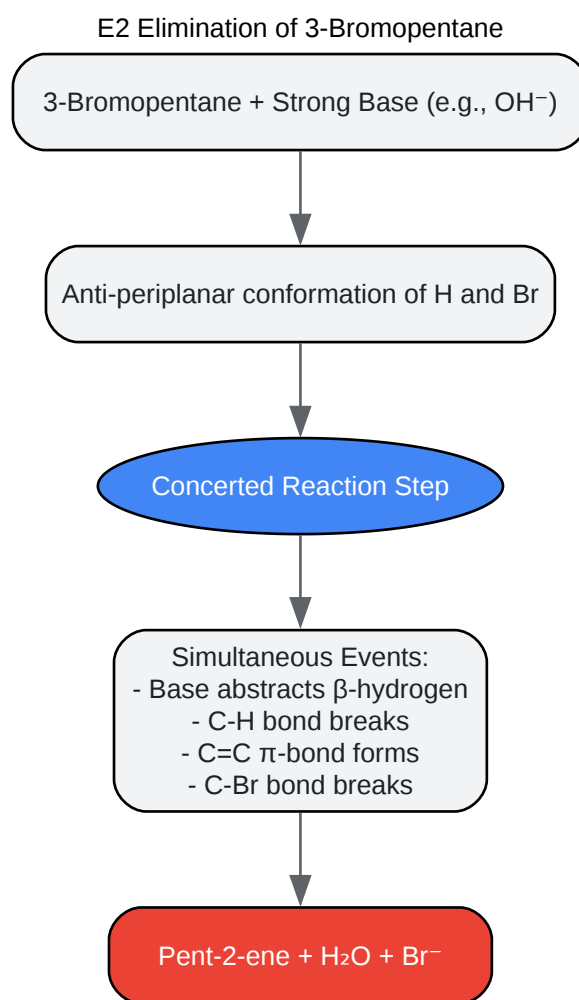 E2 Elimination of 3-Bromopentane
3-Bromopentane + Strong Base (e.g., OH⁻)
Anti-periplanar conformation of H and Br
Concerted Reaction Step
Simultaneous Events:
- Base abstracts β-hydrogen
- C-H bond breaks
- C=C π-bond forms
- C-Br bond breaks
Pent-2-ene + H₂O + Br⁻